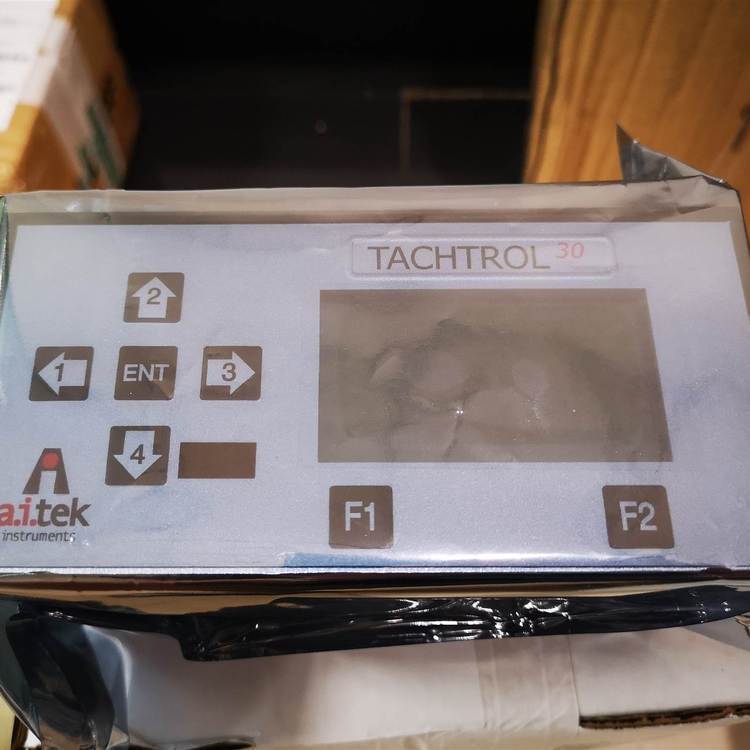 TACHTROL 30
2
1 ENT 3
4
a.i.tek
instruments
F1 F2